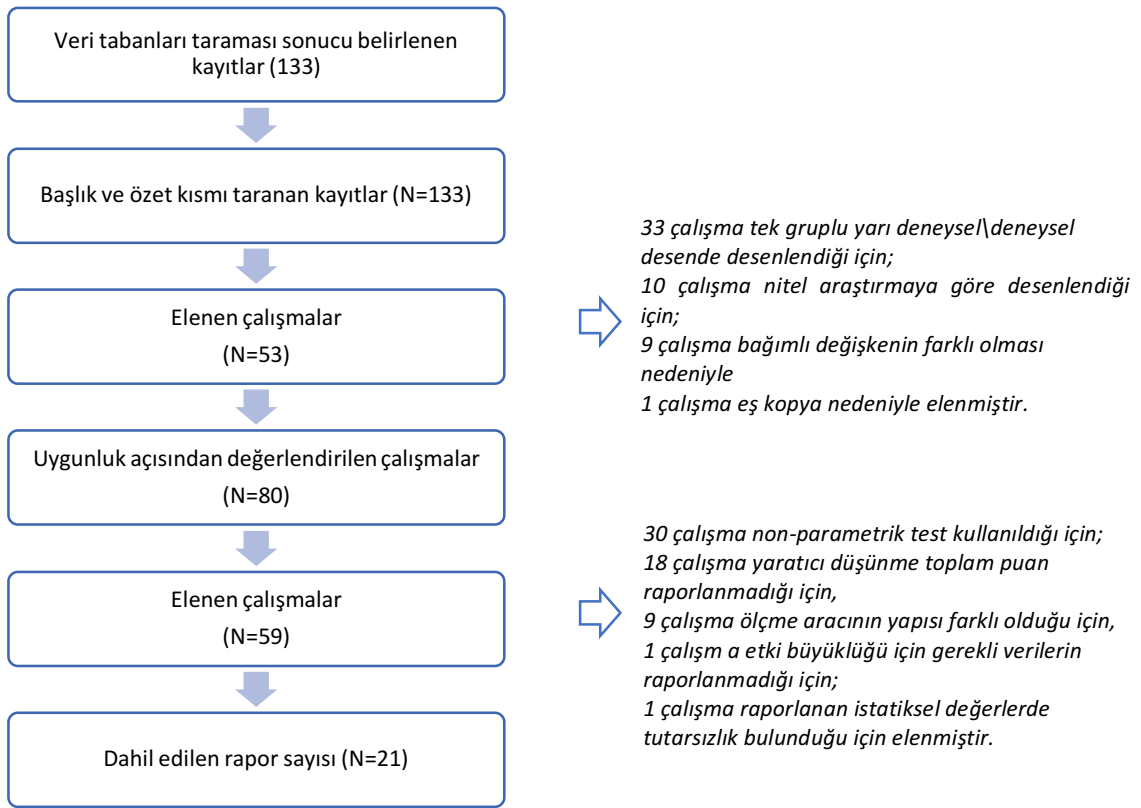 Veri tabanları taraması sonucu belirlenen
kayıtlar (133)
Başlık ve özet kısmı taranan kayıtlar (N=133)
Elenen çalışmalar
(N=53)
33 çalışma tek gruplu yarı deneysel\deneysel
desende desenlendiği için;
10 çalışma nitel araştırmaya göre desenlendiği
için;
9 çalışma bağımlı değişkenin farklı olması
nedeniyle
1 çalışma eş kopya nedeniyle elenmiştir.
Uygunluk açısından değerlendirilen çalışmalar
(N=80)
Elenen çalışmalar
(N=59)
30 çalışma non-parametrik test kullanıldığı için;
18 çalışma yaratıcı düşünme toplam puan
raporlanmadığı için,
9 çalışma ölçme aracının yapısı farklı olduğu için,
1 çalışm a etki büyüklüğü için gerekli verilerin
raporlanmadığı için;
1 çalışma raporlanan istatiksel değerlerde
tutarsızlık bulunduğu için elenmiştir.
Dahil edilen rapor sayısı (N=21)